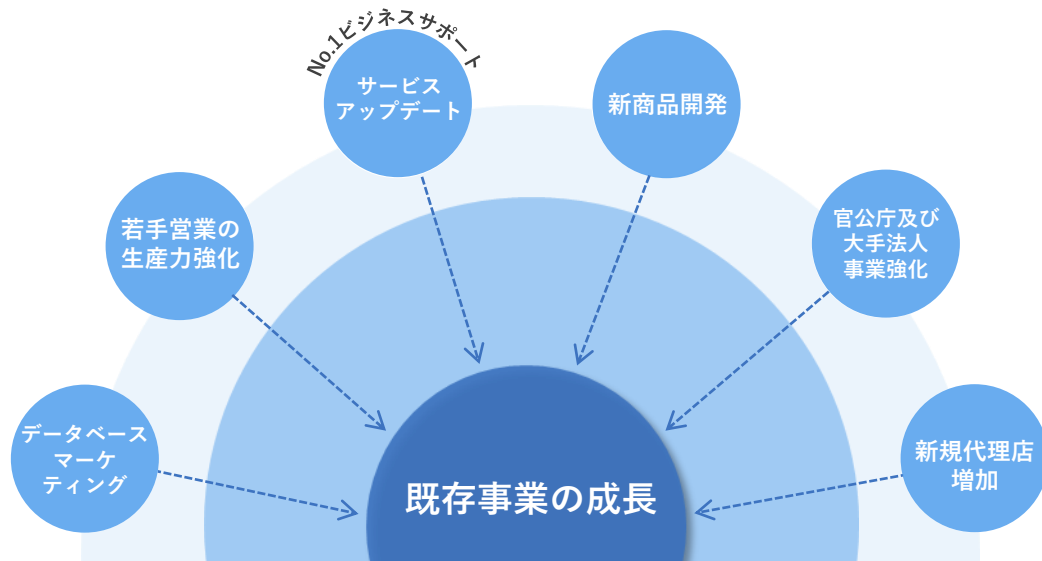 No.1ビジネスサポート
サービス
アップデート
新商品開発
若手営業の
生産力強化
官公庁及び
大手法人
事業強化
データベース
マーケ
ティング
新規代理店
増加
既存事業の成長